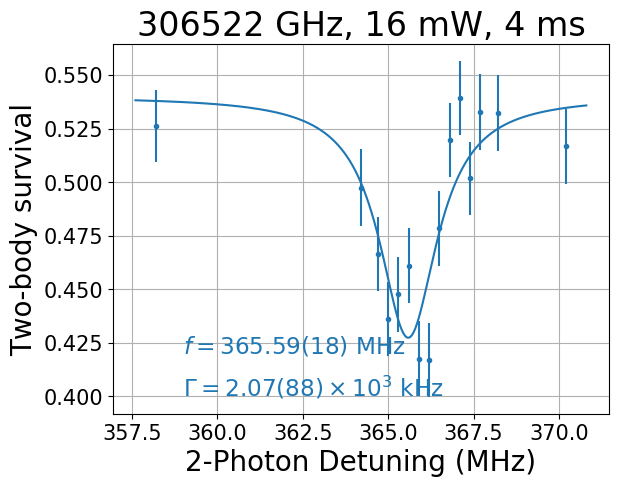 306522 GHz, 16 mW, 4 ms
Two-body survival
0.550
0.525
0.500
0.475
0.450
0.425
0.400
f = 365.59(18) MHz
Γ = 2.07(88) × 10³ kHz
357.5 360.0 362.5 365.0 367.5 370.0
2-Photon Detuning (MHz)